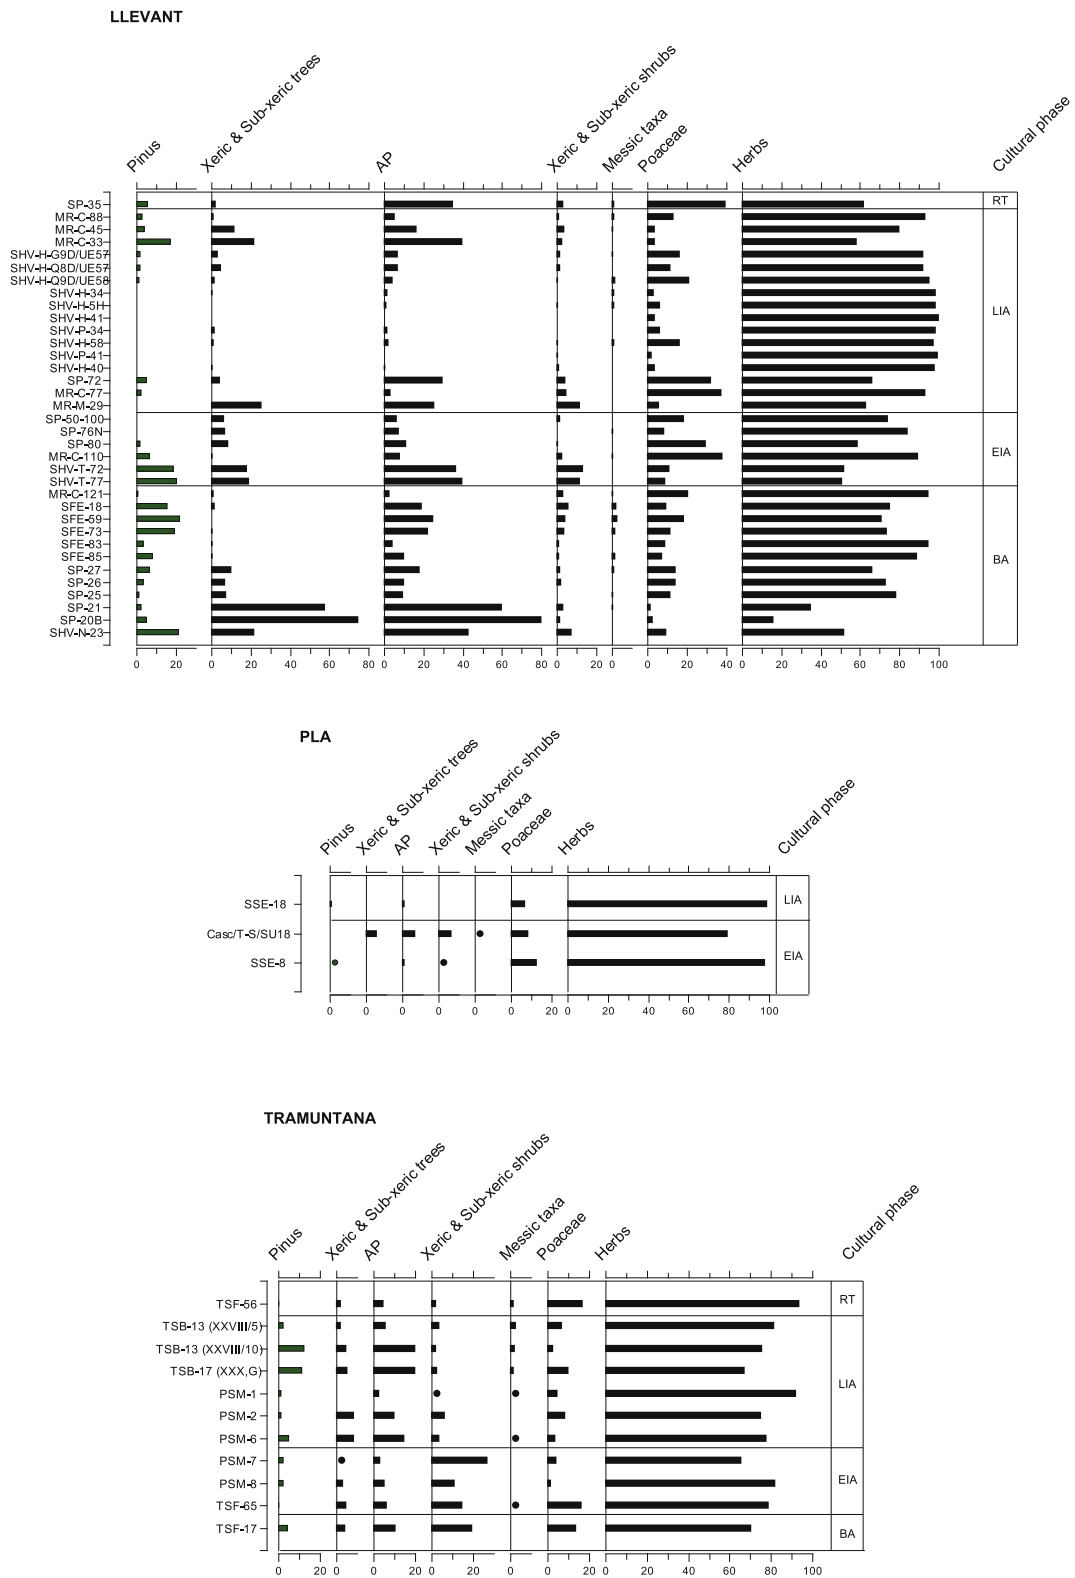 LLEVANT
Pinus
Xeric & Sub-xeric trees
AP
Xeric & Sub-xeric shrubs
Messic taxa
Poaceae
Herbs
Cultural phase
SP-35
RT
MR-C-88
MR-C-45
MR-C-33
SHV-H-G9D/UE57
SHV-H-Q8D/UE57
SHV-H-Q9D/UE58
SHV-H-34
SHV-H-5H
SHV-H-41
LIA
SHV-P-34
SHV-H-58
SHV-P-41
SHV-H-40
SP-72
MR-C-77
MR-M-29
SP-50-100
SP-76N
SP-80
EIA
MR-C-110
SHV-T-72
SHV-T-77
MR-C-121
SFE-18
SFE-59
SFE-73
SFE-83
SFE-85
BA
SP-27
SP-26
SP-25
SP-21
SP-20B
SHV-N-23
0 20 0 20 40 60 80 0 20 40 60 80 0 20 0 0 20 0 20 40 60 80 100
PLA
Pinus
Xeric & Sub-xeric trees
AP
Xeric & Sub-xeric shrubs
Messic taxa
Poaceae
Herbs
Cultural phase
SSE-18
LIA
Casc/T-S/SU18
EIA
SSE-8
0 0 0 0 0 0 20 0 20 40 60 80 100
TRAMUNTANA
Pinus
Xeric & Sub-xeric trees
AP
Xeric & Sub-xeric shrubs
Messic taxa
Poaceae
Herbs
Cultural phase
TSF-56
RT
TSB-13 (XXVIII/5)
TSB-13 (XXVIII/10)
TSB-17 (XXX,G)
LIA
PSM-1
PSM-2
PSM-6
PSM-7
PSM-8
EIA
TSF-65
TSF-17
BA
0 20 0 0 20 0 20 0 0 20 0 20 40 60 80 100